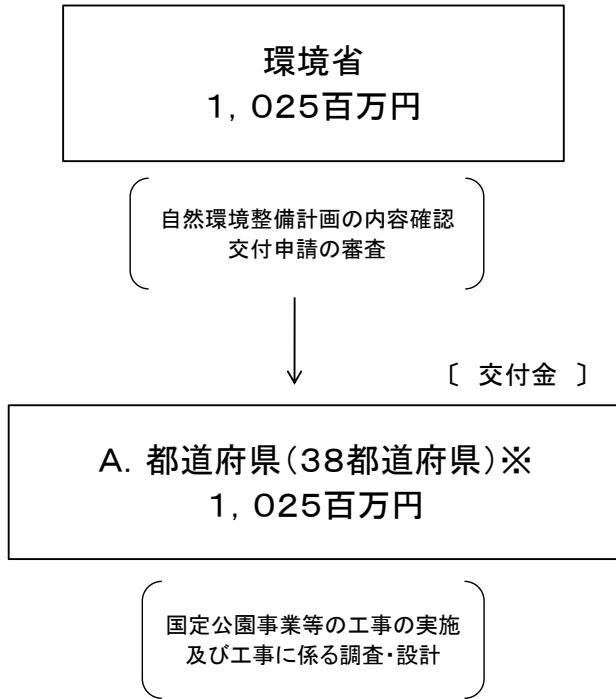 環境省
1，025百万円
自然環境整備計画の内容確認
交付申請の審査
〔　交付金　〕
A．都道府県（38都道府県）※
1，025百万円
国定公園事業等の工事の実施
及び工事に係る調査・設計